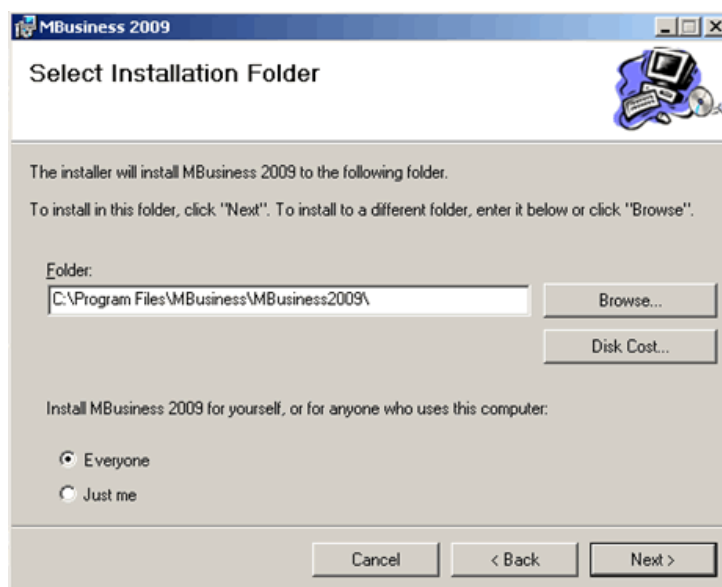 MBusiness 2009
Select Installation Folder
The installer will install MBusiness 2009 to the following folder.
To install in this folder, click "Next". To install to a different folder, enter it below or click "Browse".
Folder:
C:\Program Files\MBusiness\MBusiness2009\
Browse...
Disk Cost...
Install MBusiness 2009 for yourself, or for anyone who uses this computer:
Everyone
Just me
Cancel
< Back
Next >